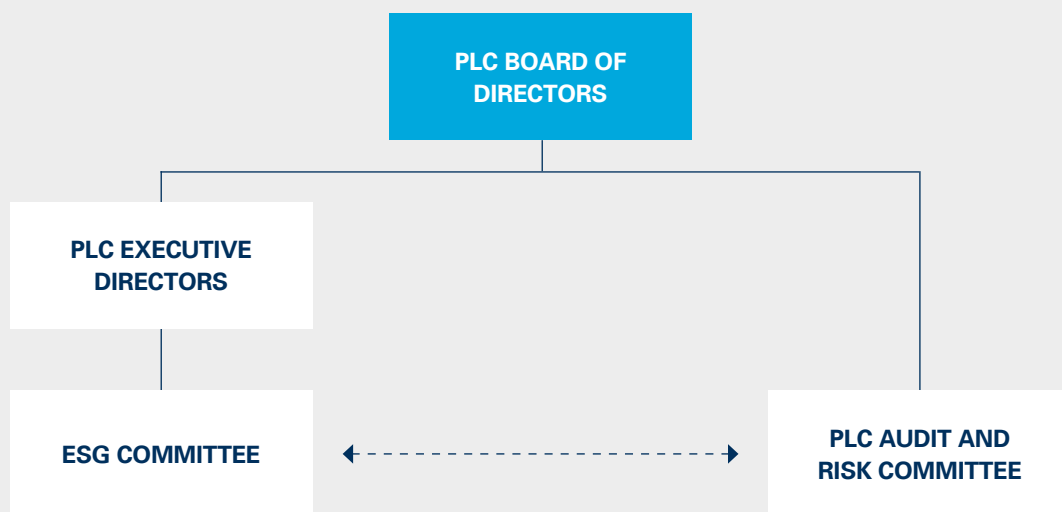 PLC BOARD OF
DIRECTORS
PLC EXECUTIVE
DIRECTORS
ESG COMMITTEE
PLC AUDIT AND
RISK COMMITTEE